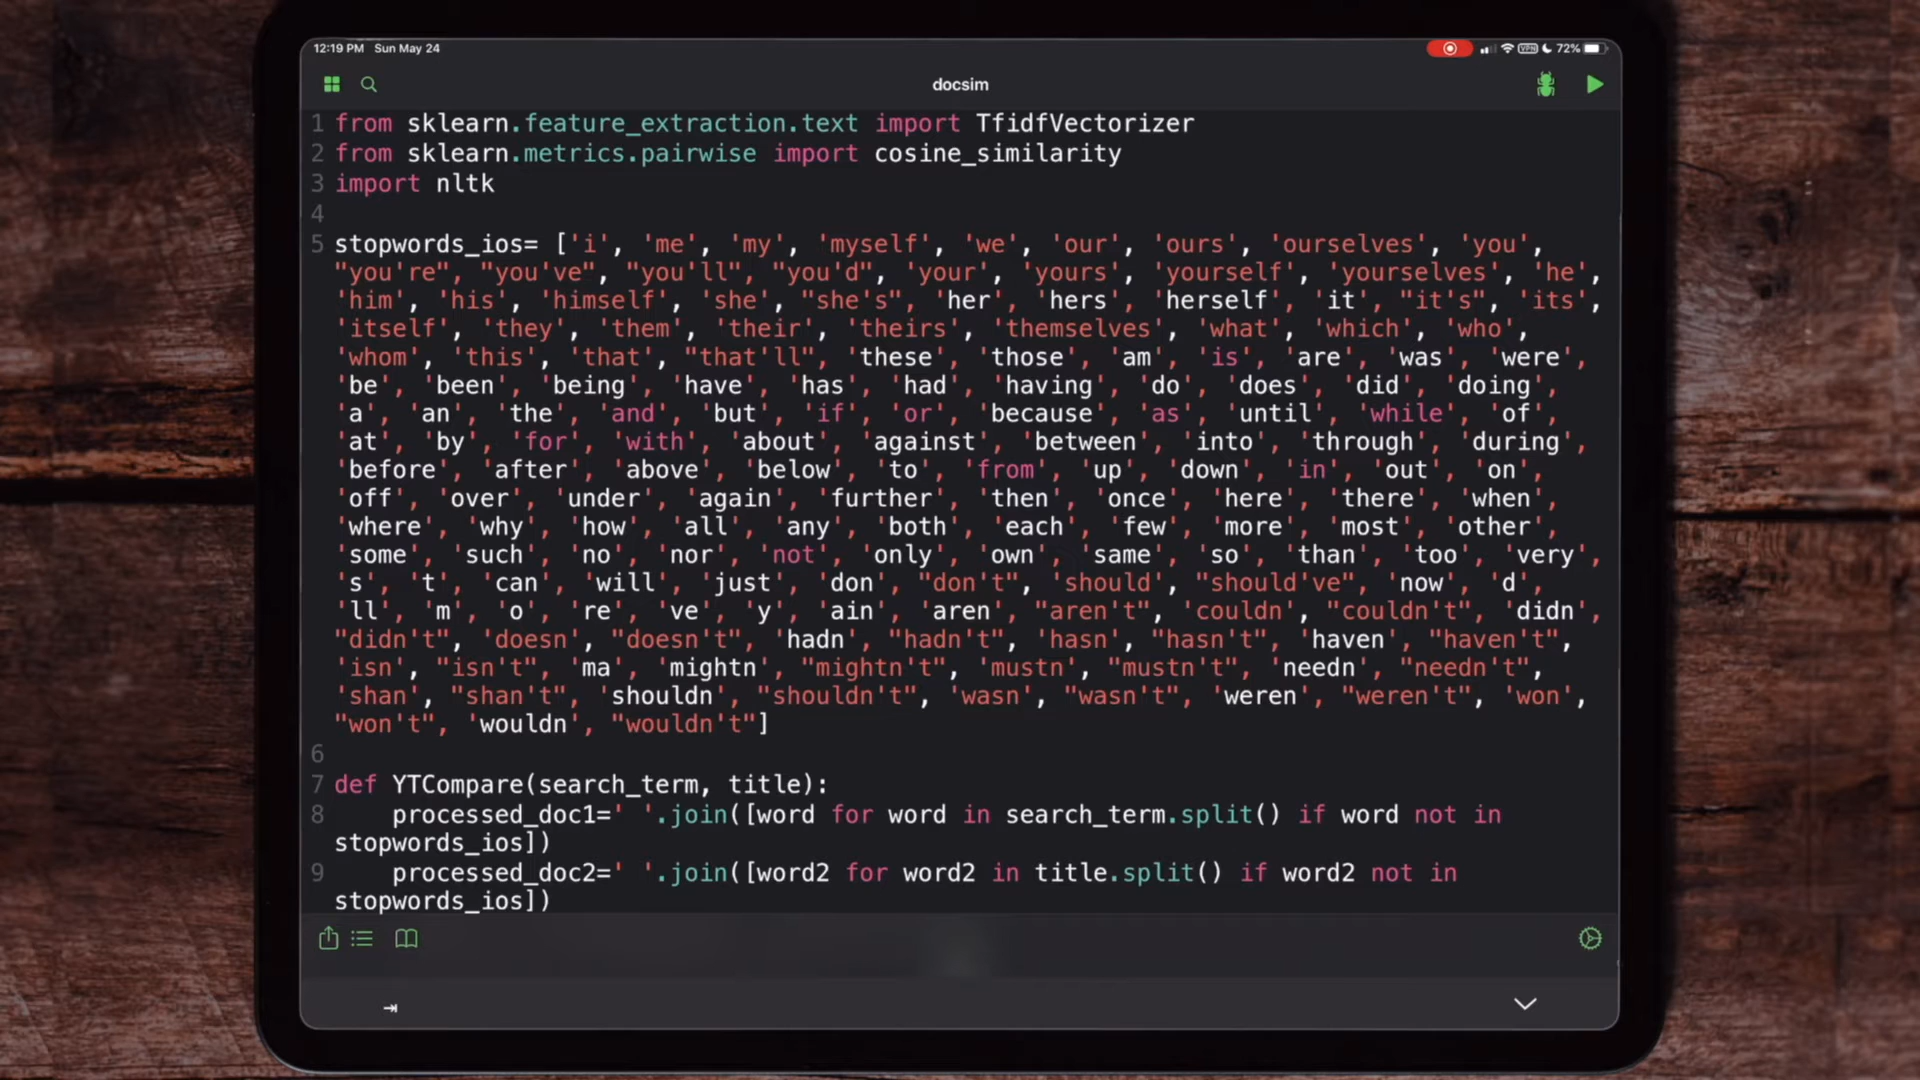 12:19 PM Sun May 24
VPN 72%
docsim
1 from sklearn.feature_extraction.text import TfidfVectorizer
2 from sklearn.metrics.pairwise import cosine_similarity
3 import nltk
4
5 stopwords_ios= ['i', 'me', 'my', 'myself', 'we', 'our', 'ours', 'ourselves', 'you',
"you're", "you've", "you'll", "you'd", 'your', 'yours', 'yourself', 'yourselves', 'he',
'him', 'his', 'himself', 'she', "she's", 'her', 'hers', 'herself', 'it', "it's", 'its',
'itself', 'they', 'them', 'their', 'theirs', 'themselves', 'what', 'which', 'who',
'whom', 'this', 'that', "that'll", 'these', 'those', 'am', 'is', 'are', 'was', 'were',
'be', 'been', 'being', 'have', 'has', 'had', 'having', 'do', 'does', 'did', 'doing',
'a', 'an', 'the', 'and', 'but', 'if', 'or', 'because', 'as', 'until', 'while', 'of',
'at', 'by', 'for', 'with', 'about', 'against', 'between', 'into', 'through', 'during',
'before', 'after', 'above', 'below', 'to', 'from', 'up', 'down', 'in', 'out', 'on',
'off', 'over', 'under', 'again', 'further', 'then', 'once', 'here', 'there', 'when',
'where', 'why', 'how', 'all', 'any', 'both', 'each', 'few', 'more', 'most', 'other',
'some', 'such', 'no', 'nor', 'not', 'only', 'own', 'same', 'so', 'than', 'too', 'very',
's', 't', 'can', 'will', 'just', 'don', "don't", 'should', "should've", 'now', 'd',
'll', 'm', 'o', 're', 've', 'y', 'ain', 'aren', "aren't", 'couldn', "couldn't", 'didn',
"didn't", 'doesn', "doesn't", 'hadn', "hadn't", 'hasn', "hasn't", 'haven', "haven't",
'isn', "isn't", 'ma', 'mightn', "mightn't", 'mustn', "mustn't", 'needn', "needn't",
'shan', "shan't", 'shouldn', "shouldn't", 'wasn', "wasn't", 'weren', "weren't", 'won',
"won't", 'wouldn', "wouldn't"]
6
7 def YTCompare(search_term, title):
8 processed_doc1=' '.join([word for word in search_term.split() if word not in
stopwords_ios])
9 processed_doc2=' '.join([word2 for word2 in title.split() if word2 not in
stopwords_ios])